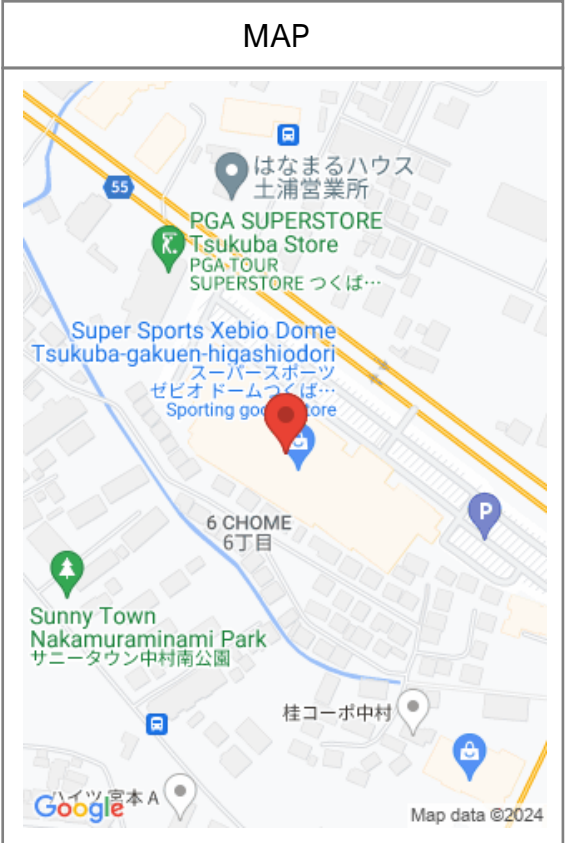 MAP
はなまるハウス
土浦営業所
55
PGA SUPERSTORE
Tsukuba Store
PGA TOUR
SUPERSTORE つくば…
Super Sports Xebio Dome
Tsukuba-gakuen-higashiodori
スーパースポーツ
ゼビオ ドームつくば…
Sporting goo tore
P
6 CHOME
6丁目
Sunny Town
Nakamuraminami Park
サニータウン中村南公園
桂コーポ中村
ハイツ宮本 A
Google
Map data ©2024